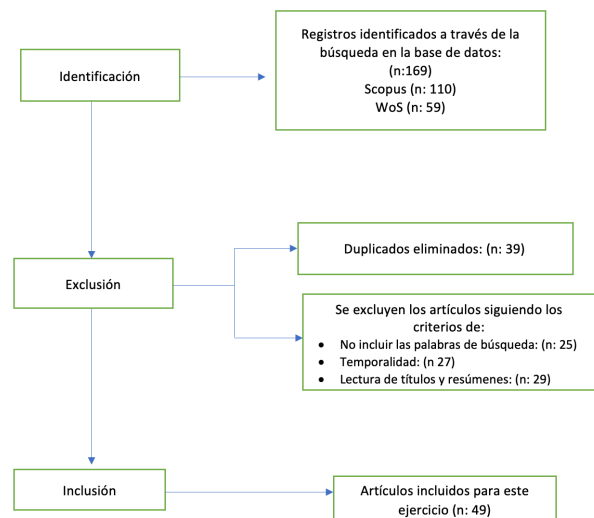 Identificación
Registros identificados a través de la
búsqueda en la base de datos:
(n:169)
Scopus (n: 110)
WoS (n: 59)
Exclusión
Duplicados eliminados: (n: 39)
Se excluyen los artículos siguiendo los
criterios de:
• No incluir las palabras de búsqueda: (n: 25)
• Temporalidad: (n 27)
• Lectura de títulos y resúmenes: (n: 29)
Inclusión
Artículos incluidos para este
ejercicio (n: 49)